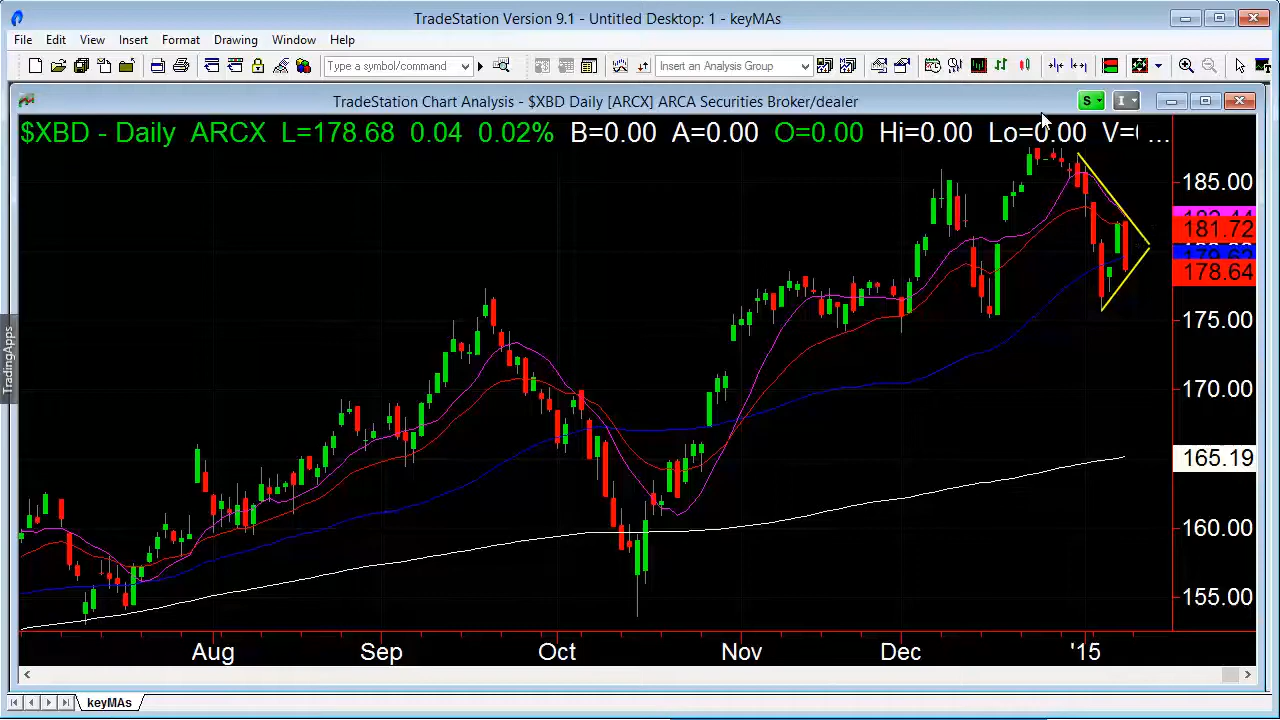 TradeStation Version 9.1 - Untitled Desktop: 1 - keyMAs
File Edit View Insert Format Drawing Window Help
Type a symbol/command Insert an Analysis Group
TradeStation Chart Analysis - $XBD Daily [ARCX] ARCA Securities Broker/dealer S I
$XBD - Daily ARCX L=178.68 0.04 0.02% B=0.00 A=0.00 O=0.00 Hi=0.00 Lo=0.00 V=0 ...
185.00
181.72
178.64
175.00
170.00
165.19
160.00
155.00
TradingApps
Aug Sep Oct Nov Dec '15
keyMAs